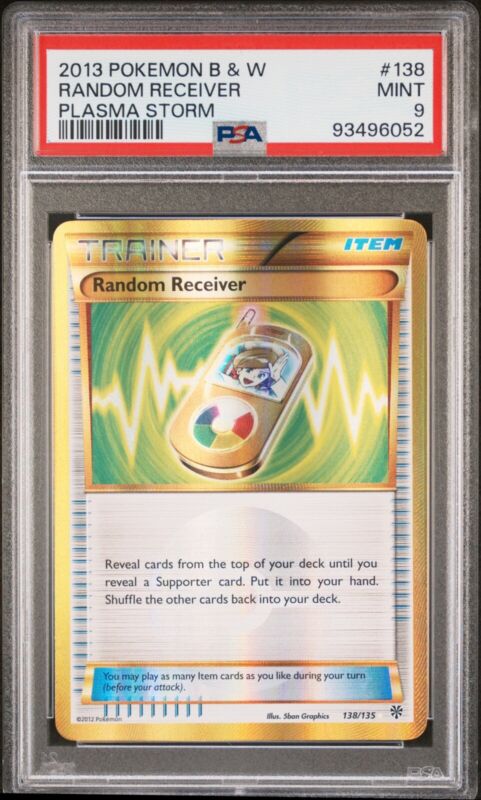 2013 POKEMON B & W #138
RANDOM RECEIVER MINT
PLASMA STORM 9
PSA 93496052
TRAINER ITEM
Random Receiver
Reveal cards from the top of your deck until you
reveal a Supporter card. Put it into your hand.
Shuffle the other cards back into your deck.
You may play as many Item cards as you like during your turn
(before your attack).
©2012 Pokémon Illus. 5ban Graphics 138/135
PSA